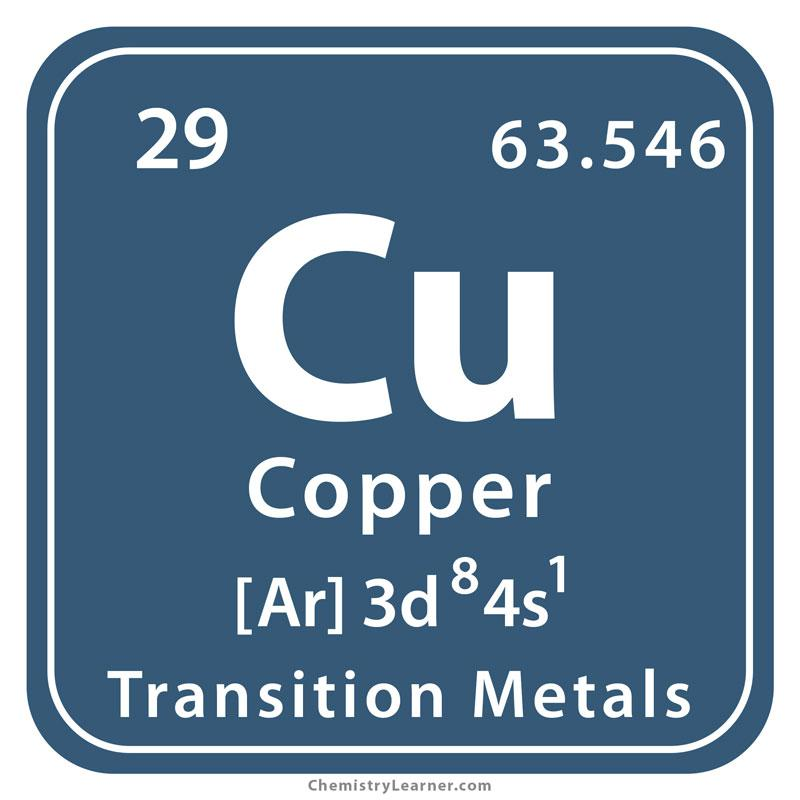 29 63.546
Cu
Copper
[Ar] 3d⁸4s¹
Transition Metals
ChemistryLearner.com